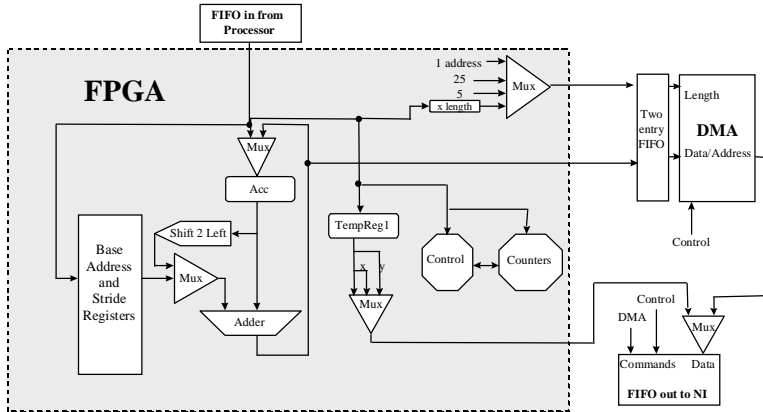 FIFO in from
Processor
FPGA
1 address
25
5
x length
Mux
Two
entry
FIFO
Length
DMA
Data/Address
Control
Mux
Acc
Shift 2 Left
Base
Address
and
Stride
Registers
Mux
Adder
TempReg1
x
y
Mux
Control
Counters
Control
DMA
Mux
Commands
Data
FIFO out to NI